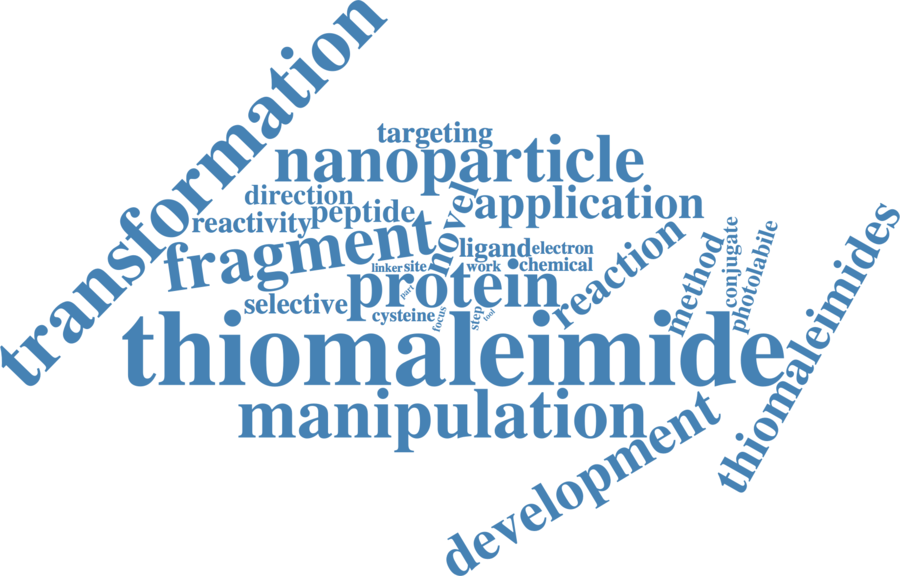 transformation
targeting
nanoparticle
direction
novel
application
reactivity
peptide
fragment
ligand
electron
linker
site
work
chemical
reaction
method
conjugate
photolabile
thiomaleimides
selective
protein
part
cysteine
focus
step
tool
thiomaleimide
manipulation
development